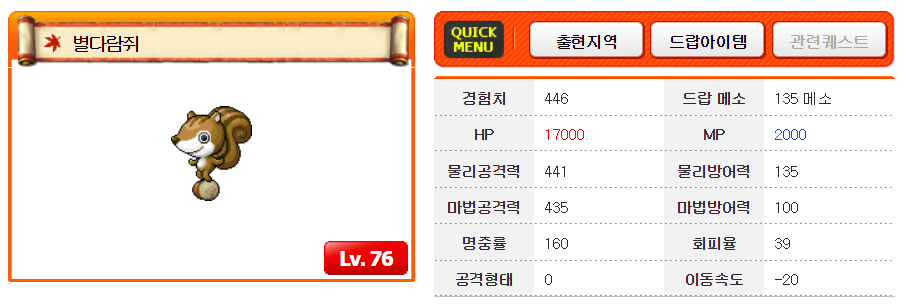 별다람쥐
Lv. 76
QUICK MENU 출현지역 드랍아이템 관련퀘스트
경험치 446 드랍 메소 135 메소
HP 17000 MP 2000
물리공격력 441 물리방어력 135
마법공격력 435 마법방어력 100
명중률 160 회피율 39
공격형태 0 이동속도 -20